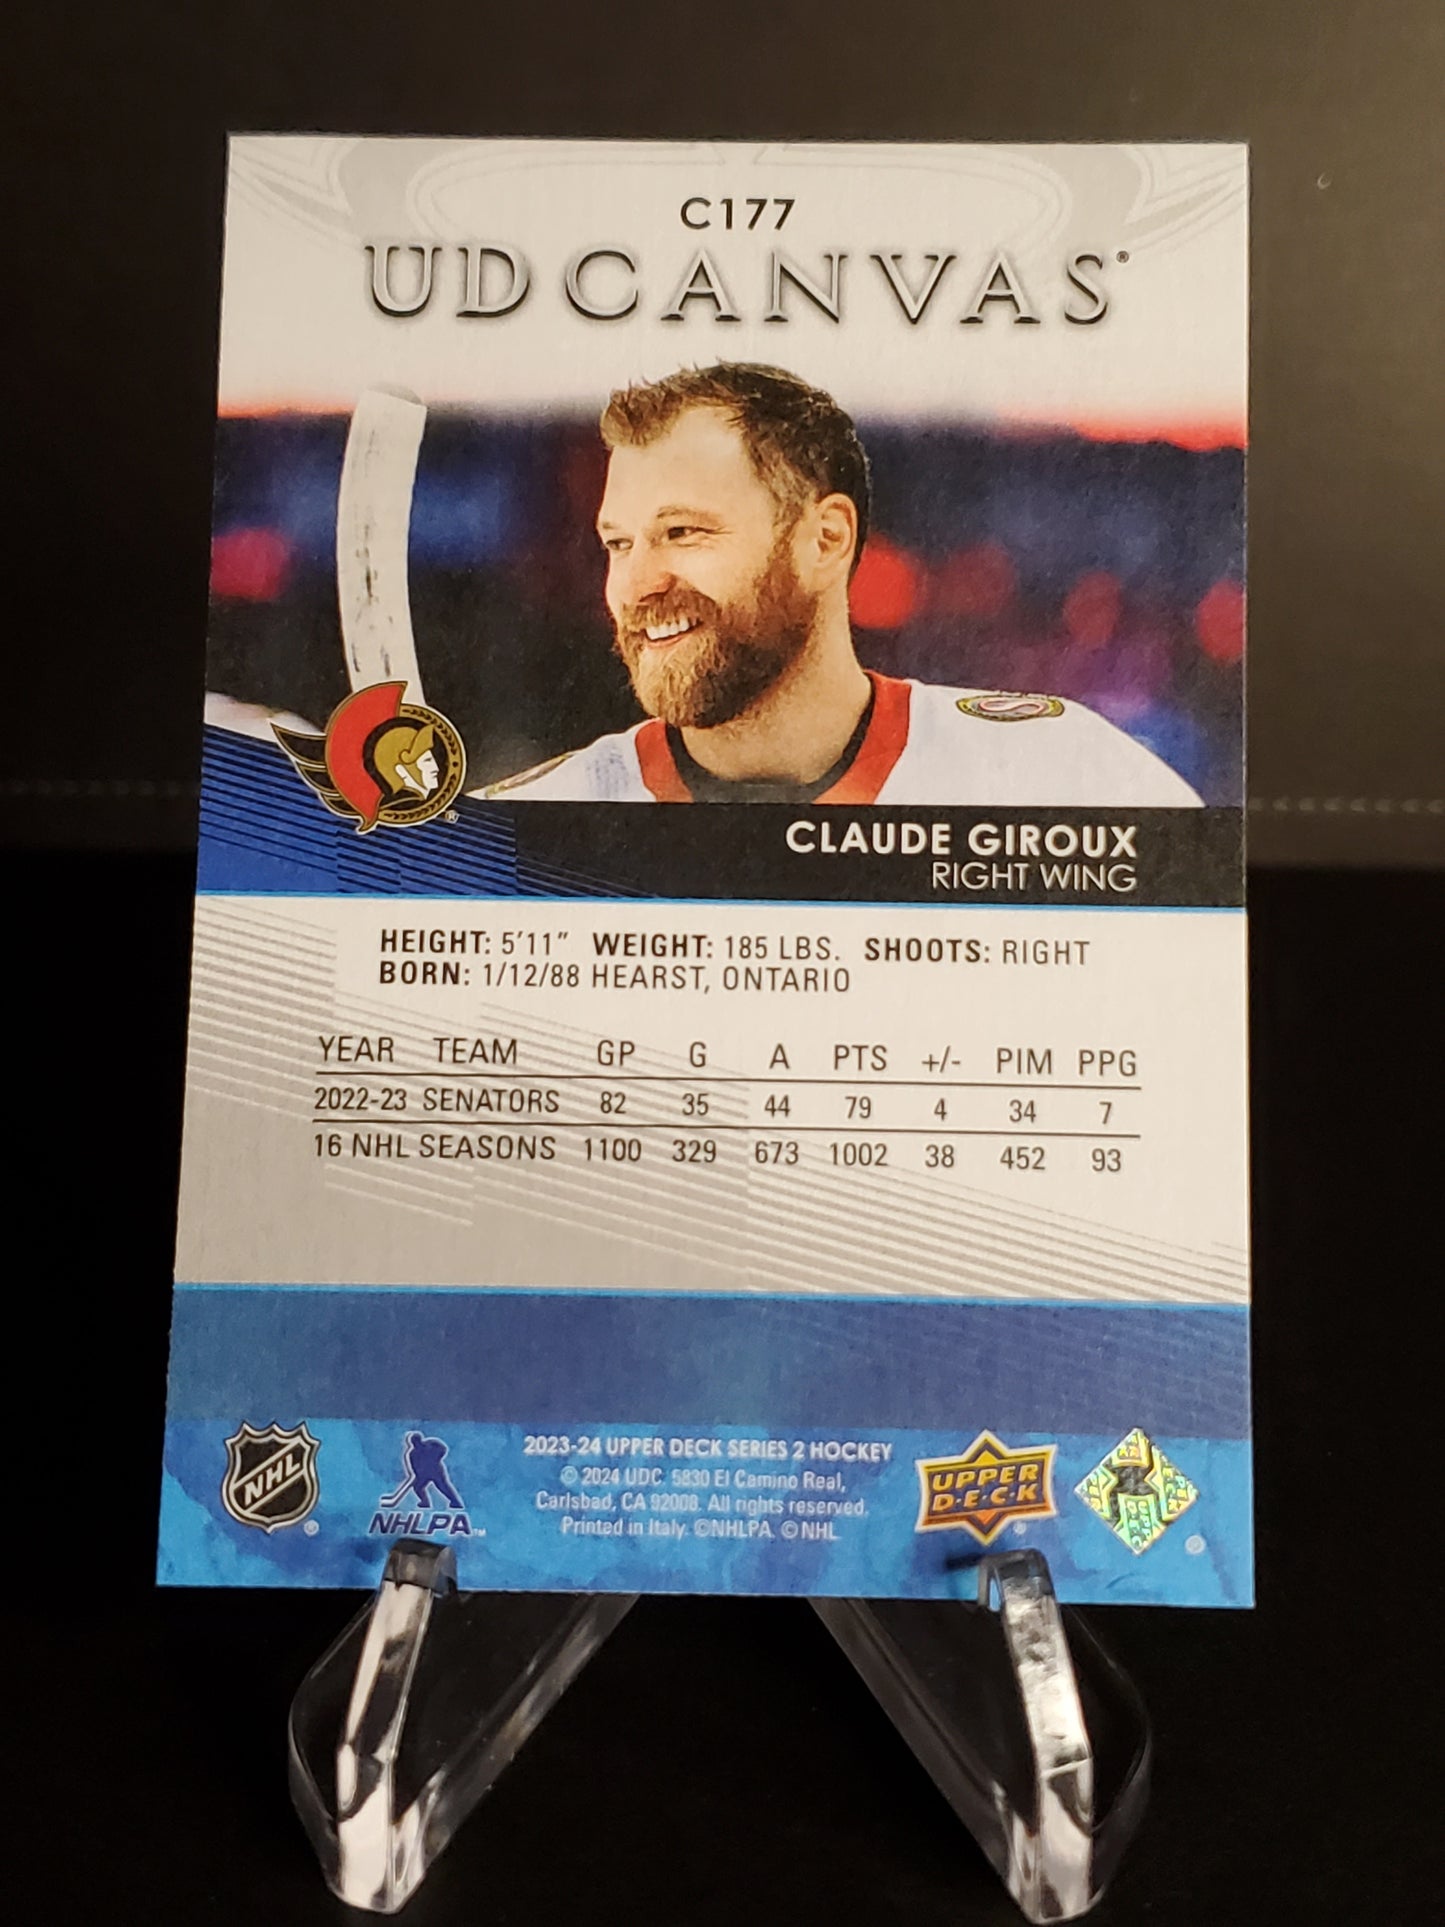 C177
UD CANVAS®
®
CLAUDE GIROUX
RIGHT WING
HEIGHT: 5'11" WEIGHT: 185 LBS. SHOOTS: RIGHT
BORN: 1/12/88 HEARST, ONTARIO
YEAR TEAM GP G A PTS +/- PIM PPG
2022-23 SENATORS 82 35 44 79 4 34 7
16 NHL SEASONS 1100 329 673 1002 38 452 93
NHL ®
NHLPA™
2023-24 UPPER DECK SERIES 2 HOCKEY
© 2024 UDC. 5830 El Camino Real,
Carlsbad, CA 92008. All rights reserved.
Printed in Italy. ©NHLPA. ©NHL
UPPER
D·E·C·K ®
®